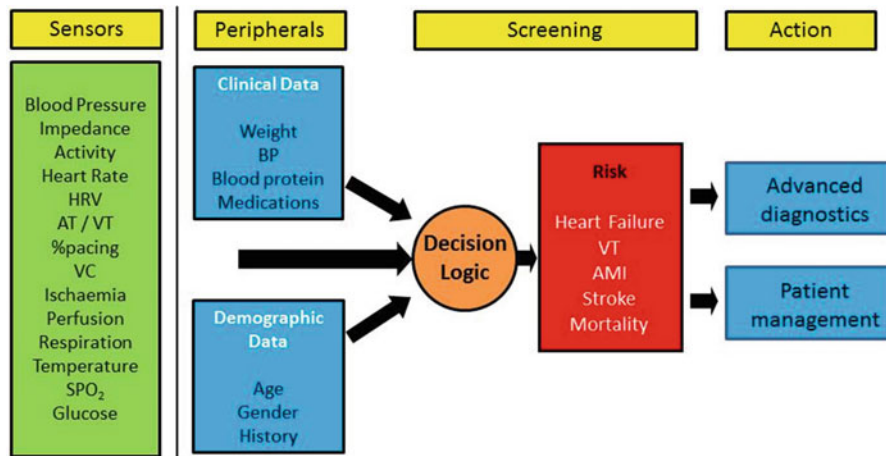 Sensors
Blood Pressure
Impedance
Activity
Heart Rate
HRV
AT / VT
%pacing
VC
Ischaemia
Perfusion
Respiration
Temperature
SPO₂
Glucose
Peripherals
Clinical Data
Weight
BP
Blood protein
Medications
Demographic
Data
Age
Gender
History
Screening
Decision
Logic
Risk
Heart Failure
VT
AMI
Stroke
Mortality
Action
Advanced
diagnostics
Patient
management